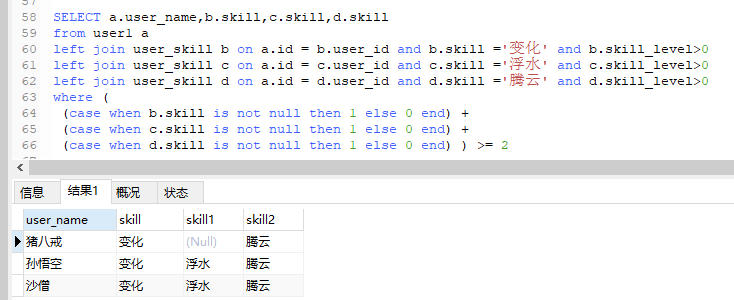 57
58 SELECT a.user_name,b.skill,c.skill,d.skill
59 from user1 a
60 left join user_skill b on a.id = b.user_id and b.skill ='变化' and b.skill_level>0
61 left join user_skill c on a.id = c.user_id and c.skill ='浮水' and c.skill_level>0
62 left join user_skill d on a.id = d.user_id and d.skill ='腾云' and d.skill_level>0
63 where (
64 (case when b.skill is not null then 1 else 0 end) +
65 (case when c.skill is not null then 1 else 0 end) +
66 (case when d.skill is not null then 1 else 0 end) ) >= 2
信息 结果1 概况 状态
user_name skill skill1 skill2
猪八戒 变化 (Null) 腾云
孙悟空 变化 浮水 腾云
沙僧 变化 浮水 腾云